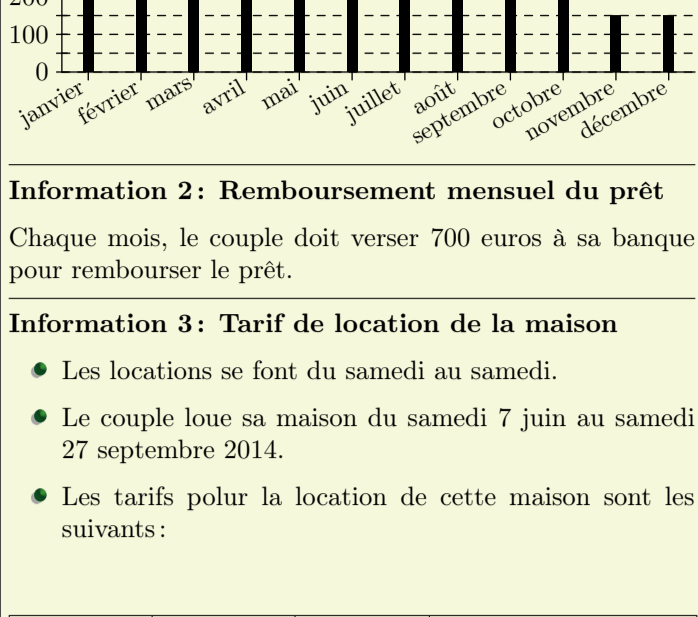 200
100
0
janvier février mars avril mai juin juillet août septembre octobre novembre décembre
Information 2 : Remboursement mensuel du prêt
Chaque mois, le couple doit verser 700 euros à sa banque
pour rembourser le prêt.
Information 3 : Tarif de location de la maison
Les locations se font du samedi au samedi.
Le couple loue sa maison du samedi 7 juin au samedi
27 septembre 2014.
Les tarifs polur la location de cette maison sont les
suivants :